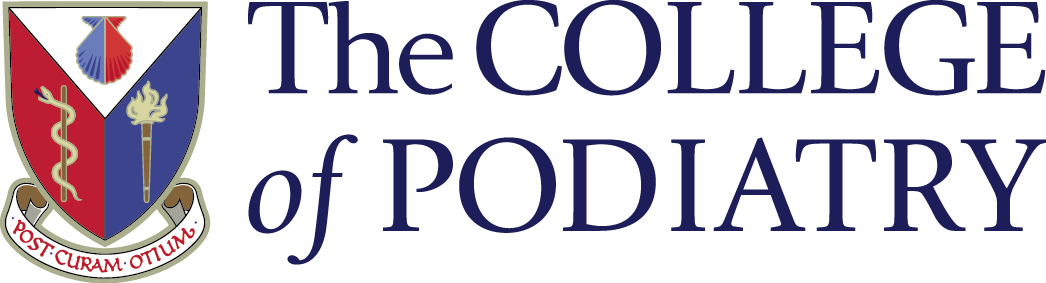 The COLLEGE
of PODIATRY
· POST · CURAM · OTIUM ·